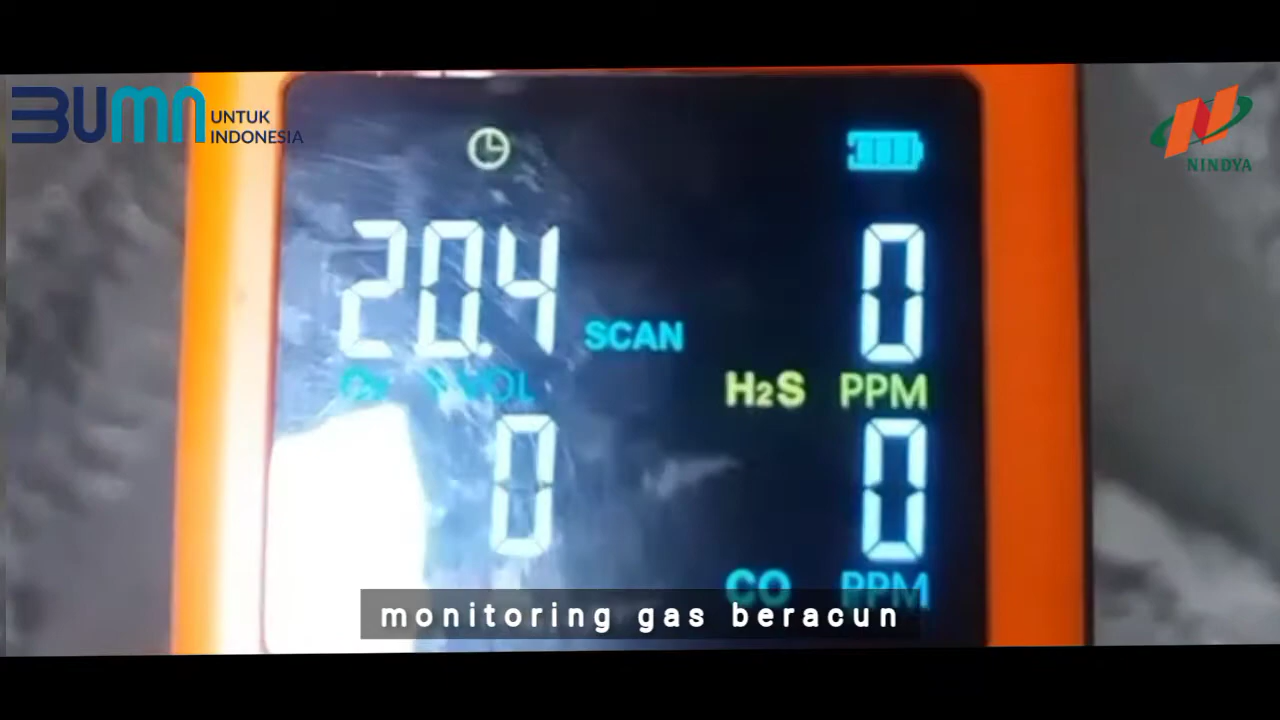 BUMN
UNTUK
INDONESIA
NINDYA
20.4
SCAN
0
H2S PPM
0
0
CO PPM
monitoring gas beracun